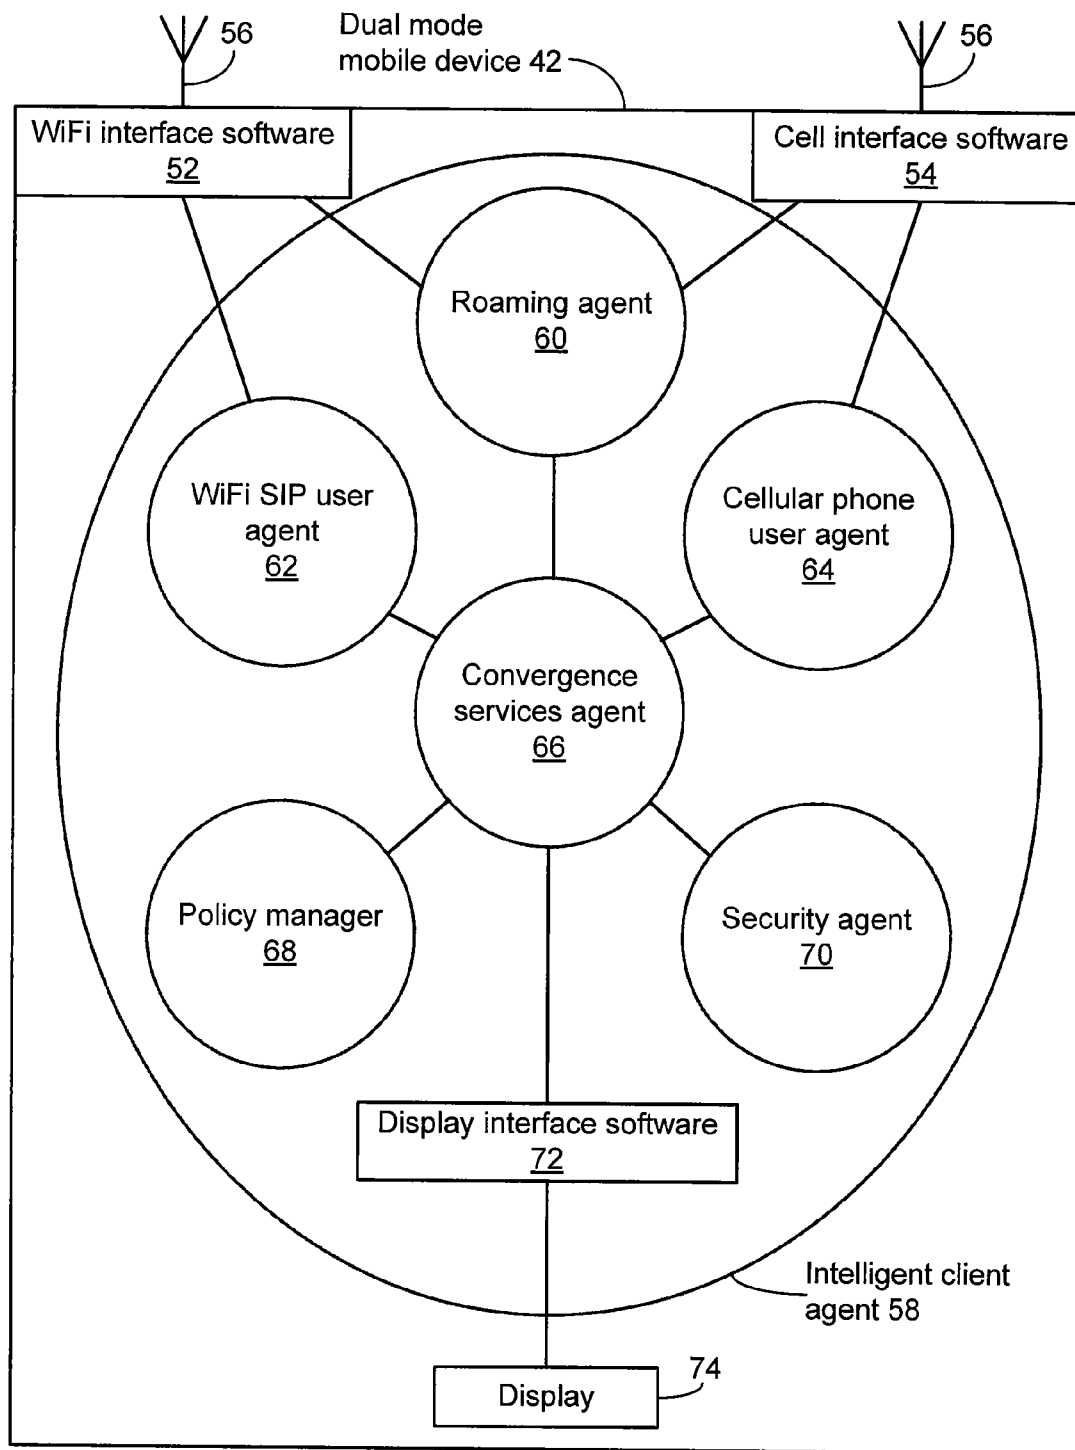 56
Dual mode
mobile device 42
56
WiFi interface software
52
Cell interface software
54
Roaming agent
60
WiFi SIP user
agent
62
Cellular phone
user agent
64
Convergence
services agent
66
Policy manager
68
Security agent
70
Display interface software
72
Intelligent client
agent 58
Display
74